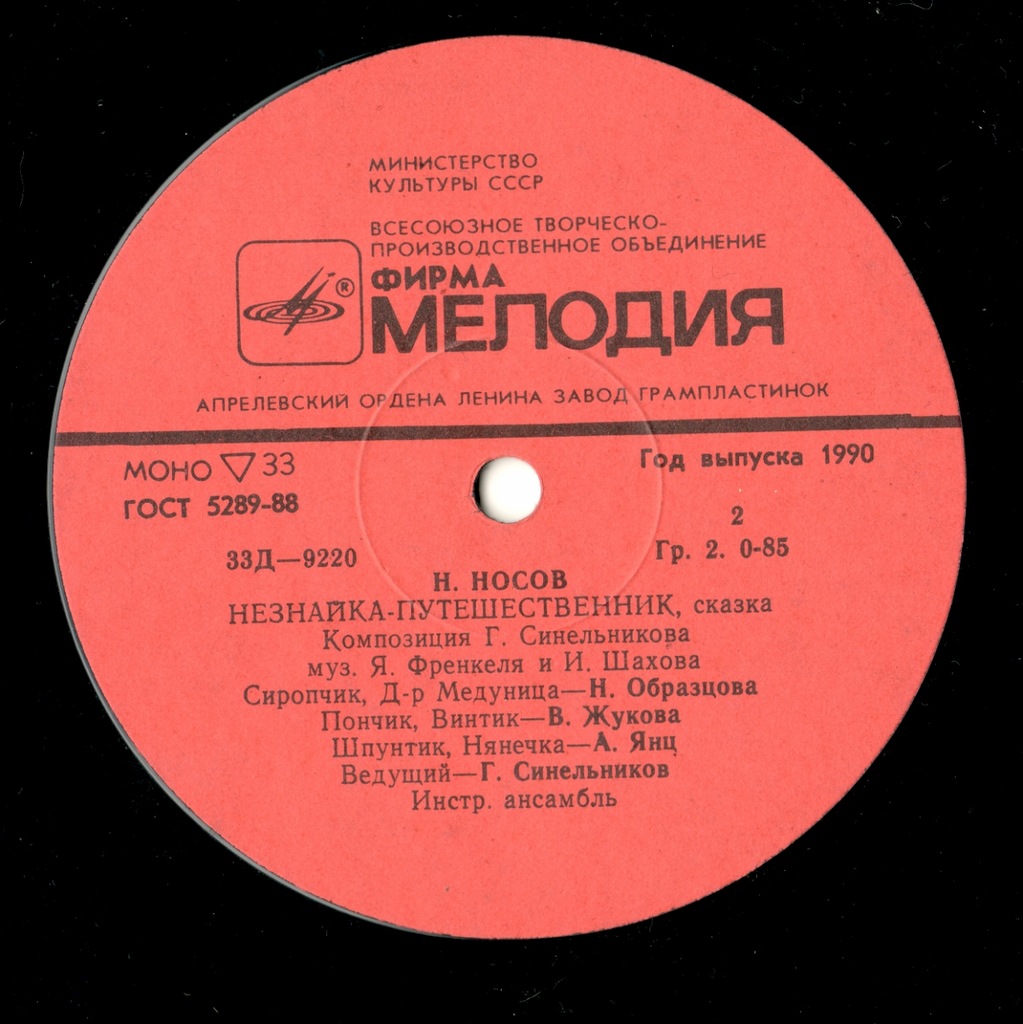 МИНИСТЕРСТВО
КУЛЬТУРЫ СССР
ВСЕСОЮЗНОЕ ТВОРЧЕСКО-
ПРОИЗВОДСТВЕННОЕ ОБЪЕДИНЕНИЕ
®
ФИРМА
МЕЛОДИЯ
АПРЕЛЕВСКИЙ ОРДЕНА ЛЕНИНА ЗАВОД ГРАМПЛАСТИНОК
МОНО ▽ 33
Год выпуска 1990
ГОСТ 5289-88
2
33Д—9220
Гр. 2. 0-85
Н. НОСОВ
НЕЗНАЙКА-ПУТЕШЕСТВЕННИК, сказка
Композиция Г. Синельникова
муз. Я. Френкеля и И. Шахова
Сиропчик, Д-р Медуница—Н. Образцова
Пончик, Винтик—В. Жукова
Шпунтик, Нянечка—А. Янц
Ведущий—Г. Синельников
Инстр. ансамбль